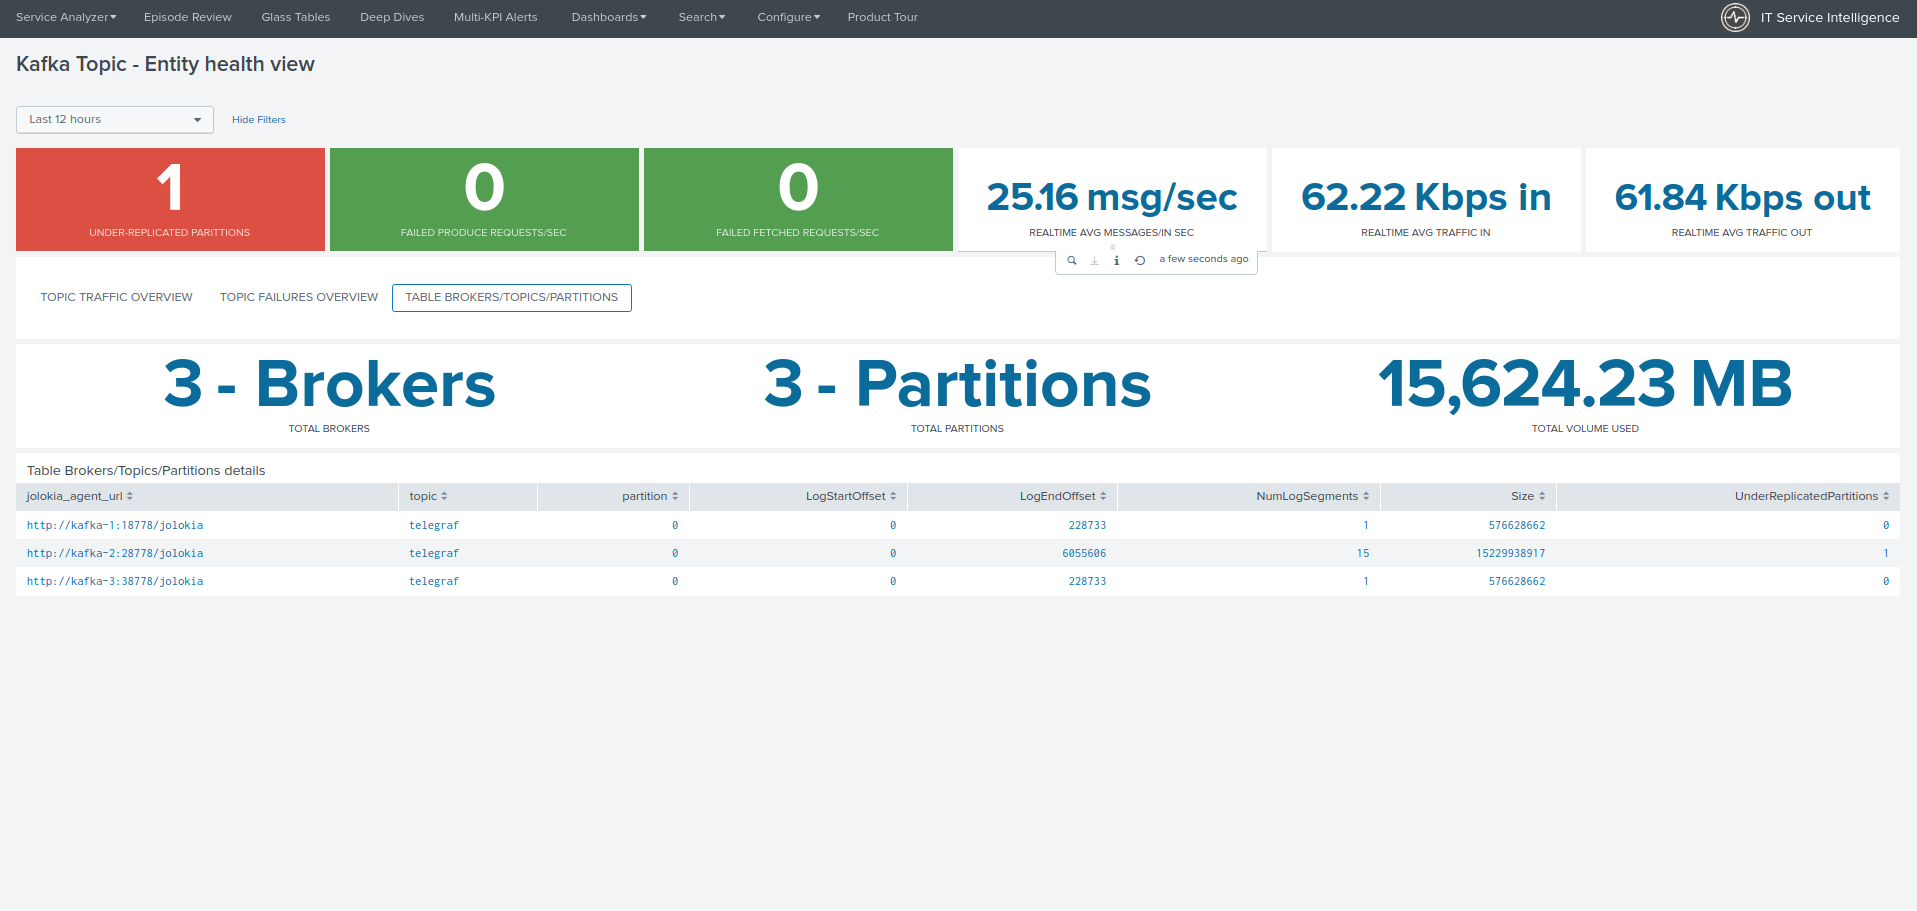 Service Analyzer Episode Review Glass Tables Deep Dives Multi-KPI Alerts Dashboards Search Configure Product Tour IT Service Intelligence
Kafka Topic - Entity health view
Last 12 hours Hide Filters
1 0 0 25.16 msg/sec 62.22 Kbps in 61.84 Kbps out
UNDER-REPLICATED PARITIONS FAILED PRODUCE REQUESTS/SEC FAILED FETCHED REQUESTS/SEC REALTIME AVG MESSAGES/IN SEC REALTIME AVG TRAFFIC IN REALTIME AVG TRAFFIC OUT
a few seconds ago
TOPIC TRAFFIC OVERVIEW TOPIC FAILURES OVERVIEW TABLE BROKERS/TOPICS/PARTITIONS
3 - Brokers 3 - Partitions 15,624.23 MB
TOTAL BROKERS TOTAL PARTITIONS TOTAL VOLUME USED
Table Brokers/Topics/Partitions details
jolokia_agent_url topic partition LogStartOffset LogEndOffset NumLogSegments Size UnderReplicatedPartitions
http://kafka-1:18778/jolokia telegraf 0 0 228733 1 576628662 0
http://kafka-2:28778/jolokia telegraf 0 0 6055606 15 15229938917 1
http://kafka-3:38778/jolokia telegraf 0 0 228733 1 576628662 0